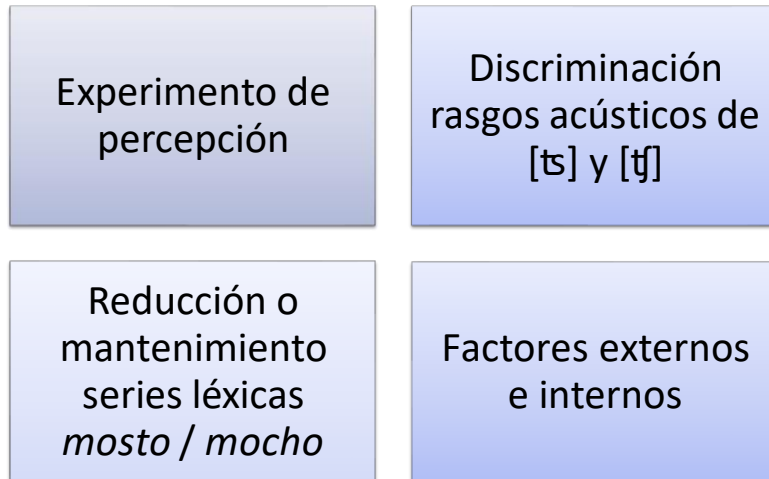 Experimento de
percepción
Discriminación
rasgos acústicos de
[ʦ] y [ʧ]
Reducción o
mantenimiento
series léxicas
mosto / mocho
Factores externos
e internos